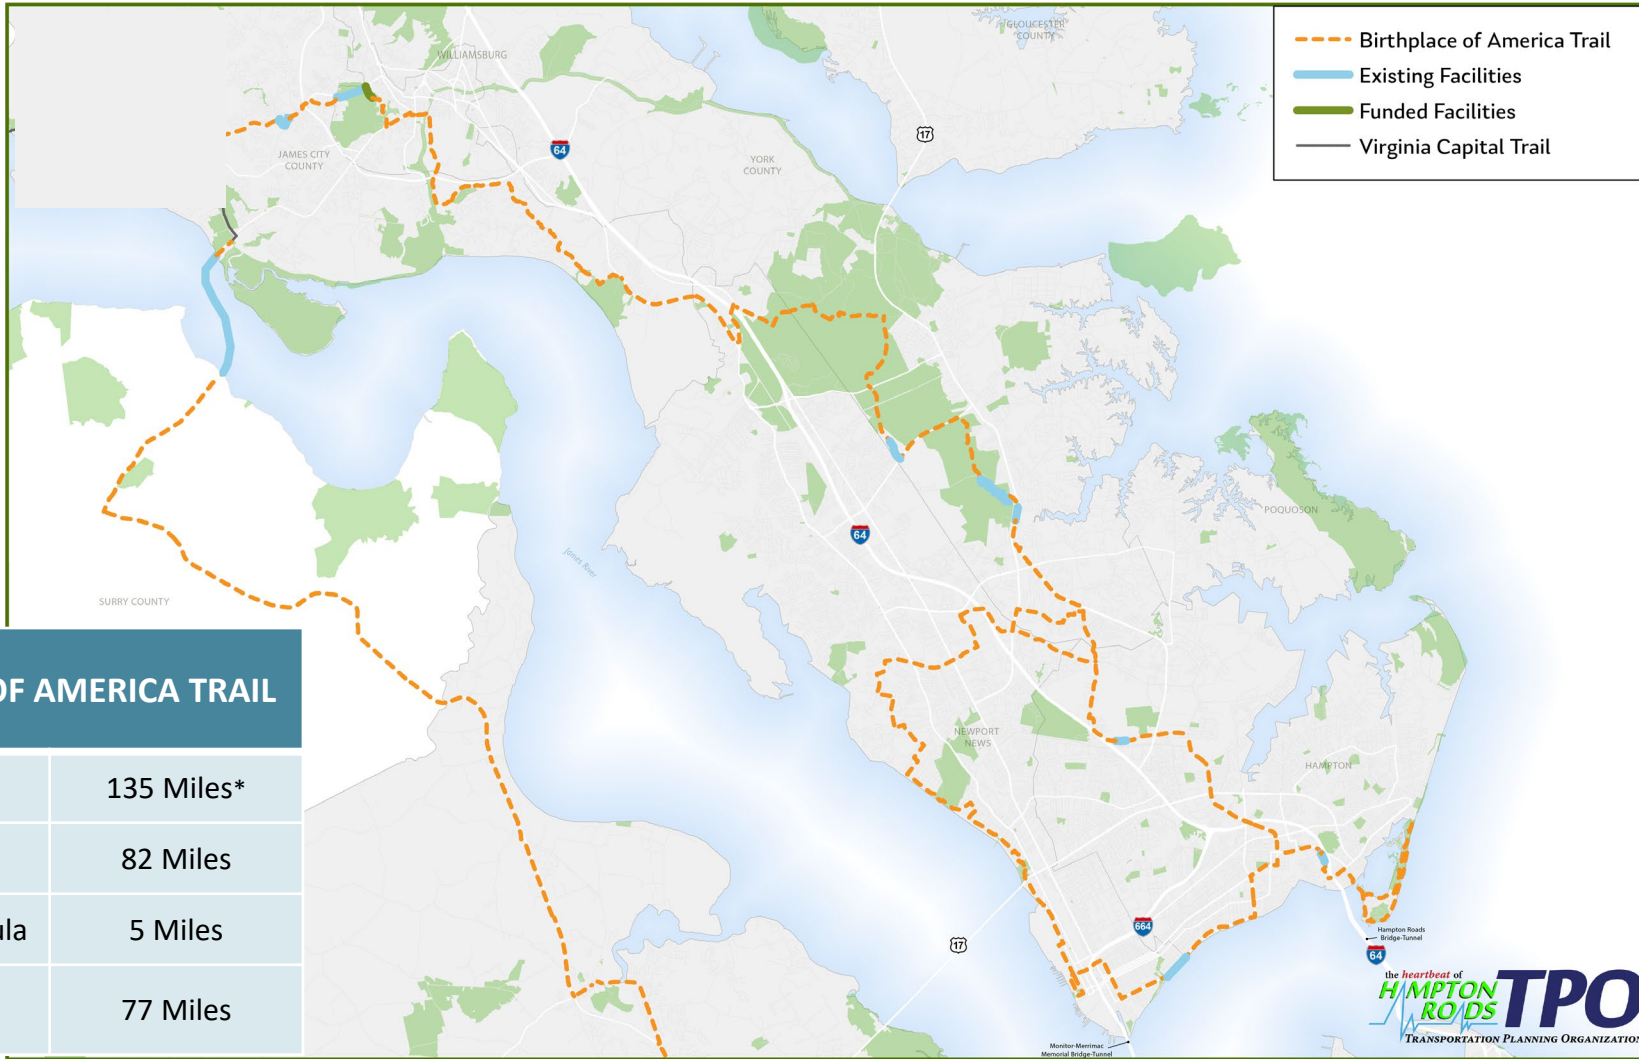 GLOUCESTER
COUNTY
Birthplace of America Trail
Existing Facilities
Funded Facilities
Virginia Capital Trail
WILLIAMSBURG
17
64
JAMES CITY
COUNTY
YORK
COUNTY
POQUOSON
64
James River
SURRY COUNTY
OF AMERICA TRAIL
135 Miles*
82 Miles
ula 5 Miles
77 Miles
NEWPORT
NEWS
HAMPTON
664
17
Hampton Roads
Bridge-Tunnel
64
Monitor-Merrimac
Memorial Bridge-Tunnel
the heartbeat of
HAMPTON
ROADS
TPO
TRANSPORTATION PLANNING ORGANIZATION